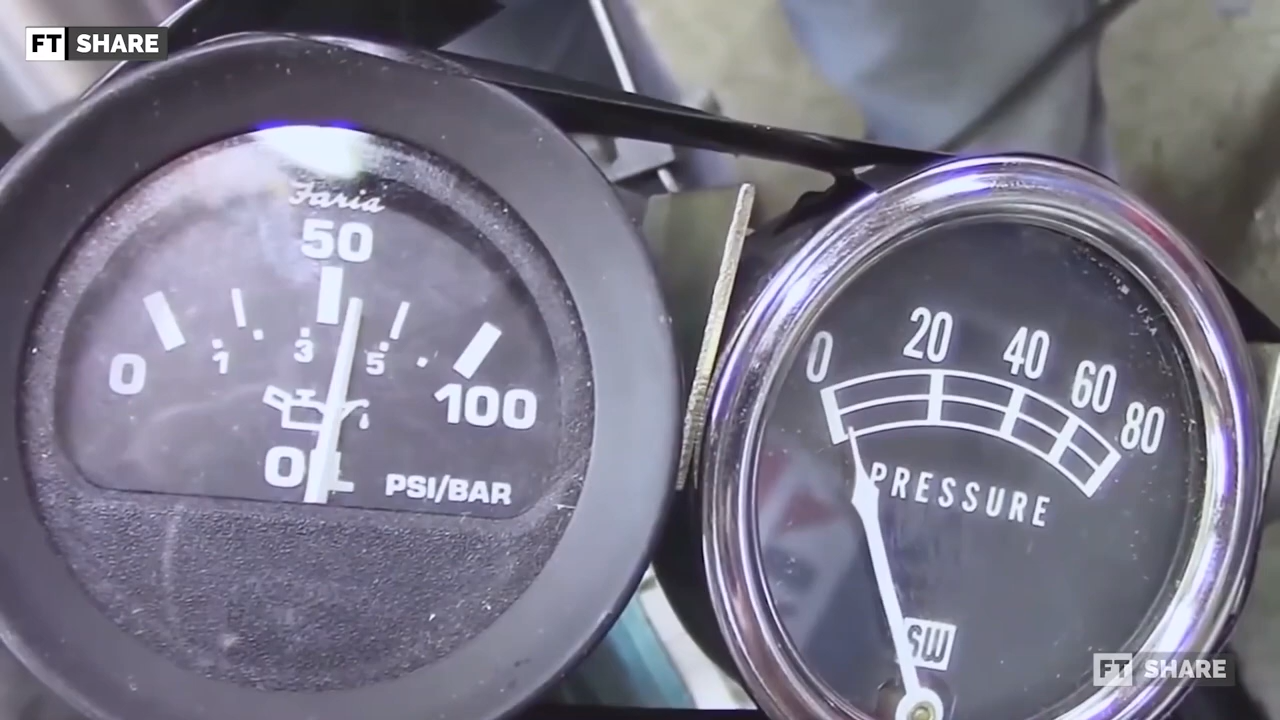 FT SHARE
Faria
50
0 1 3 5 100
OIL PSI/BAR
0 20 40 60 80
USA
PRESSURE
SW
FT SHARE